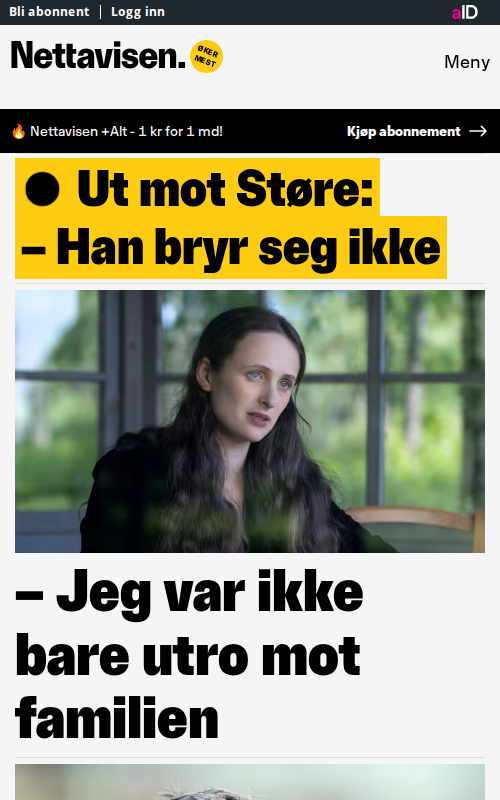 Bli abonnent | Logg inn
aID
Nettavisen.
ØKER
MEST
Meny
🔥 Nettavisen +Alt - 1 kr for 1 md!
Kjøp abonnement →
● Ut mot Støre:
– Han bryr seg ikke
– Jeg var ikke
bare utro mot
familien